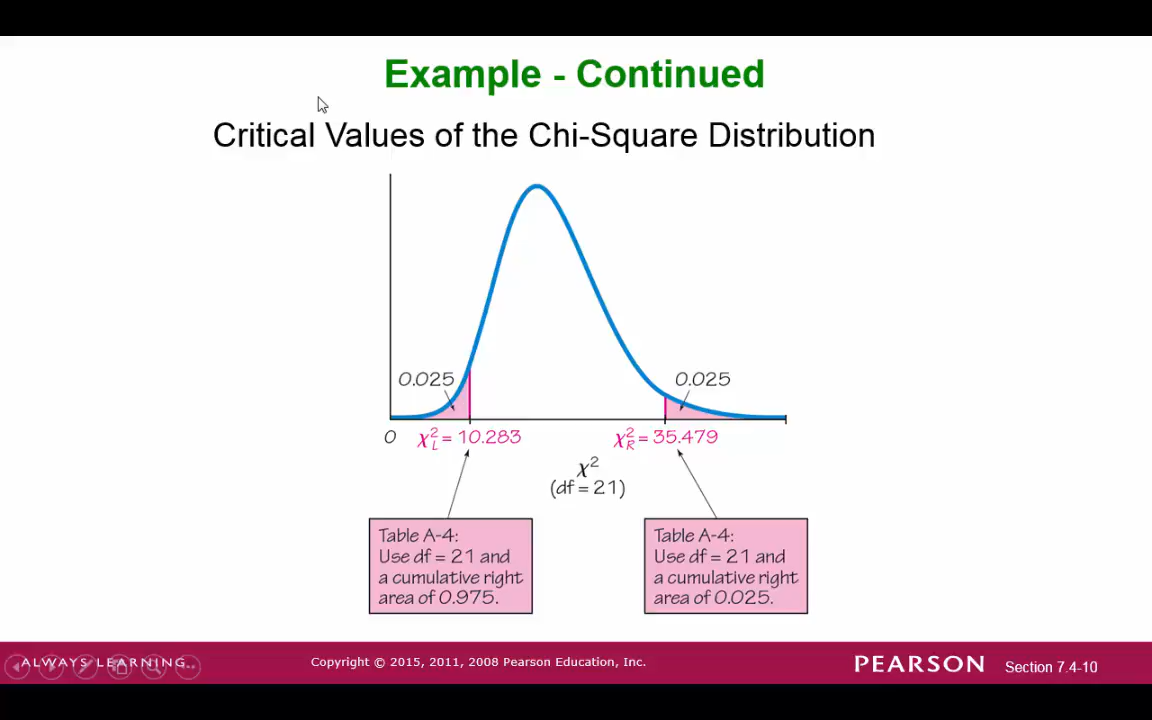 Example - Continued
Critical Values of the Chi-Square Distribution
0.025
0.025
0
χ²L = 10.283
χ²R = 35.479
χ²
(df = 21)
Table A-4:
Use df = 21 and
a cumulative right
area of 0.975.
Table A-4:
Use df = 21 and
a cumulative right
area of 0.025.
ALWAYS LEARNING
Copyright © 2015, 2011, 2008 Pearson Education, Inc.
PEARSON
Section 7.4-10